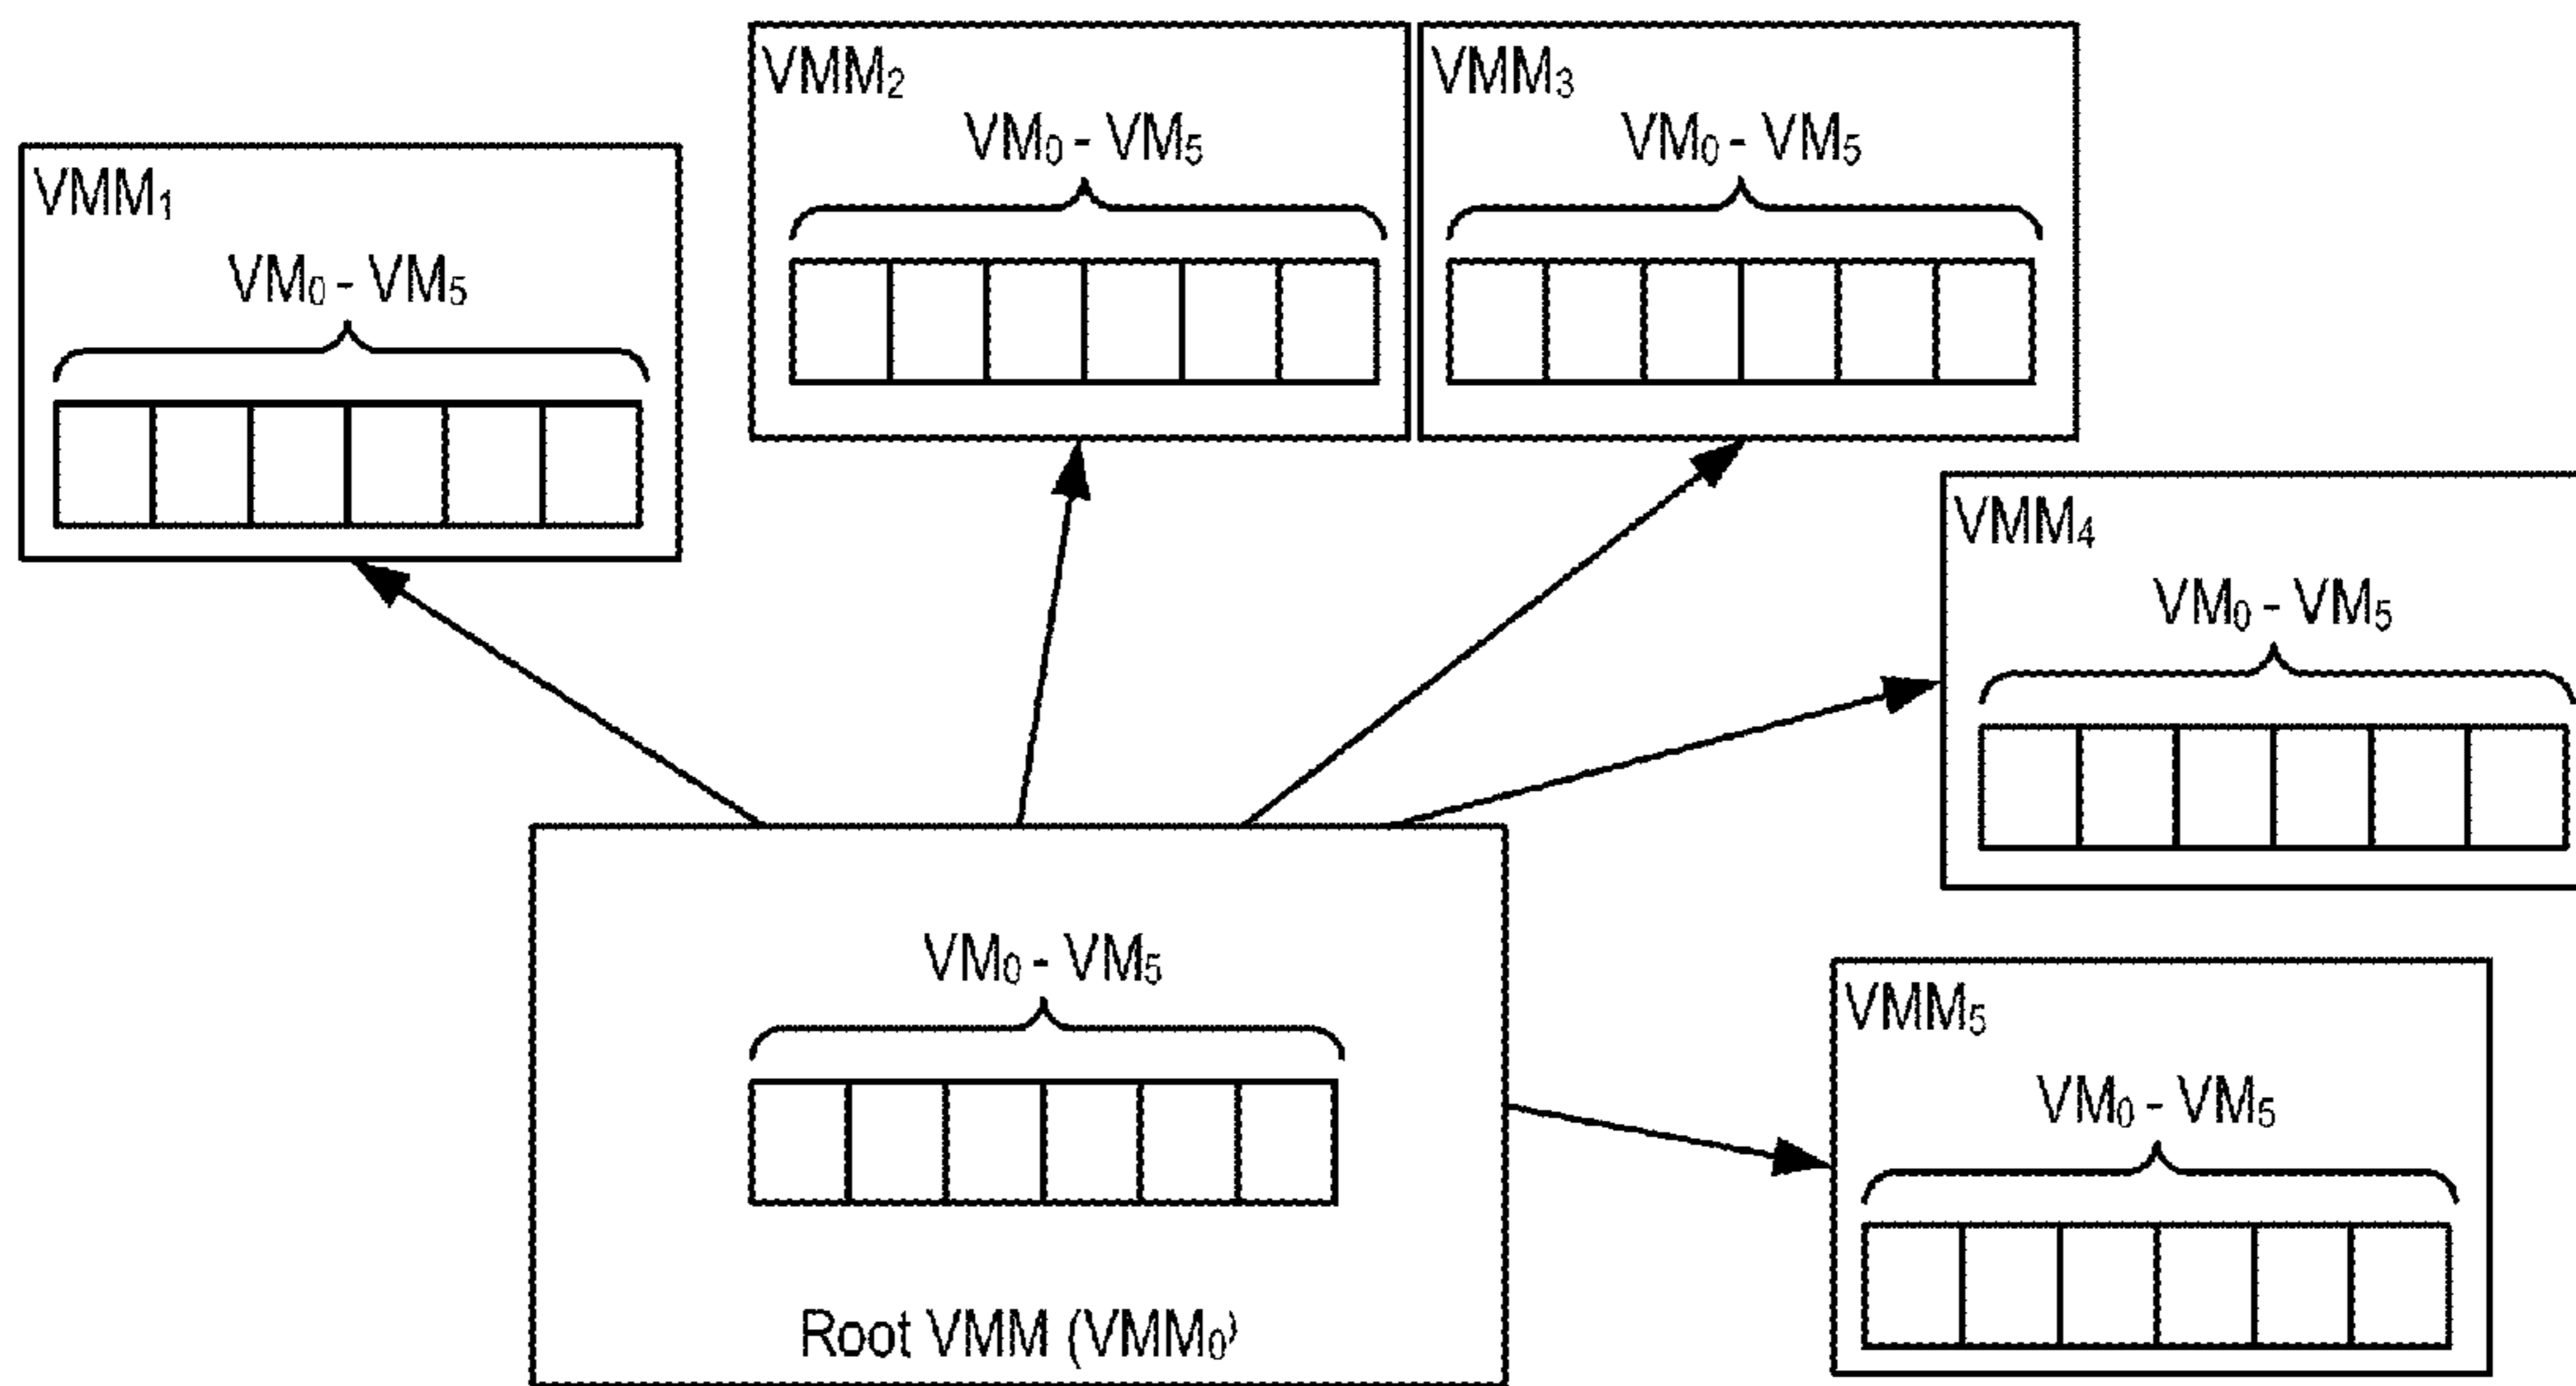 VMM₂
VM₀ - VM₅
VMM₃
VM₀ - VM₅
VMM₁
VM₀ - VM₅
VMM₄
VM₀ - VM₅
VM₀ - VM₅
Root VMM (VMM₀)
VMM₅
VM₀ - VM₅